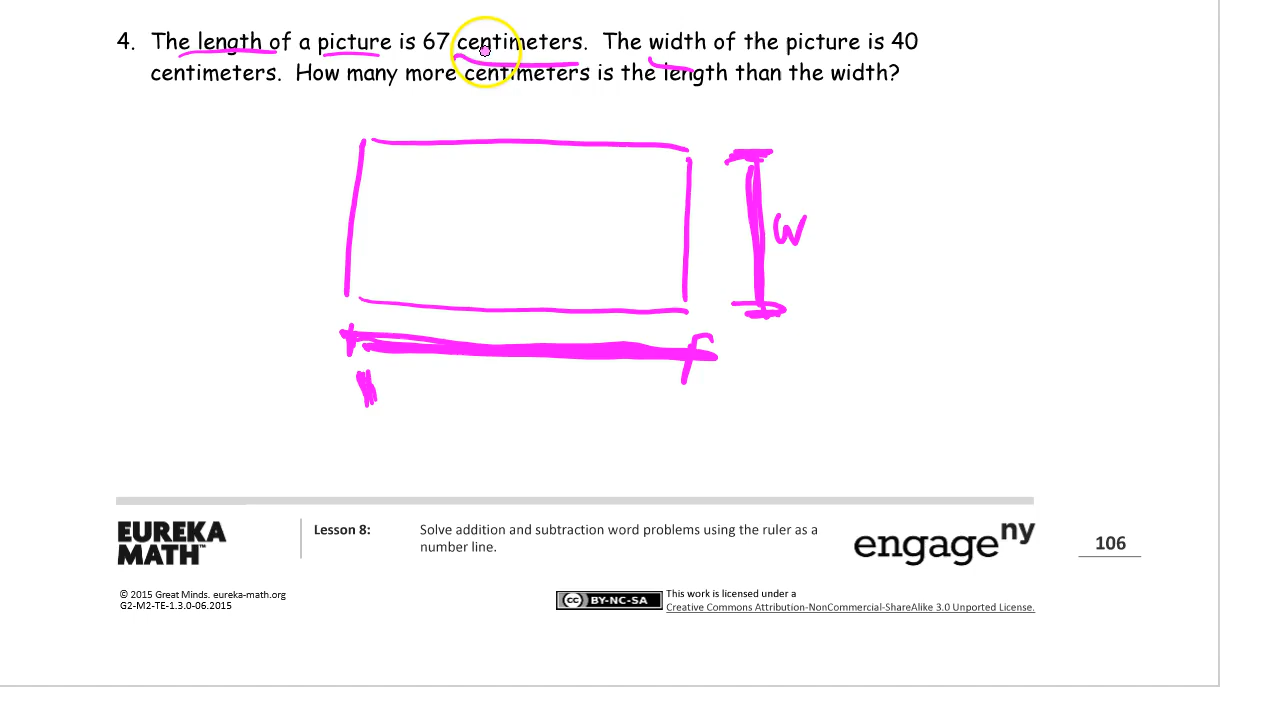 4. The length of a picture is 67 centimeters. The width of the picture is 40
centimeters. How many more centimeters is the length than the width?
W
EUREKA
MATH™
Lesson 8:
Solve addition and subtraction word problems using the ruler as a
number line.
engageny
106
© 2015 Great Minds. eureka-math.org
G2-M2-TE-1.3.0-06.2015
cc BY-NC-SA
This work is licensed under a
Creative Commons Attribution-NonCommercial-ShareAlike 3.0 Unported License.